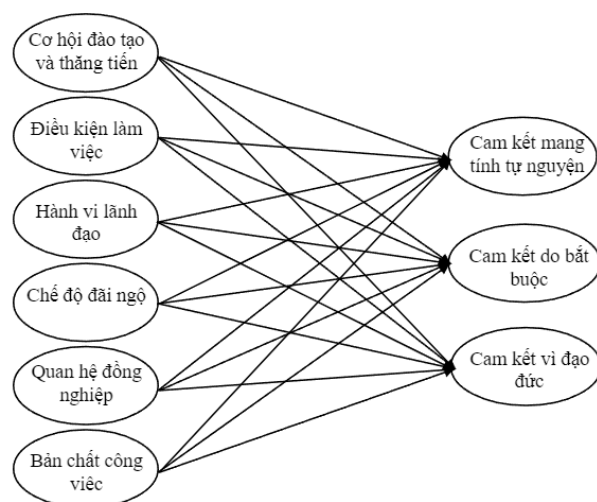 Cơ hội đào tạo
và thăng tiến
Điều kiện làm
việc
Hành vi lãnh
đạo
Chế độ đãi ngộ
Quan hệ đồng
nghiệp
Bản chất công
viêc
Cam kết mang
tính tự nguyện
Cam kết do bắt
buộc
Cam kết vì đạo
đức